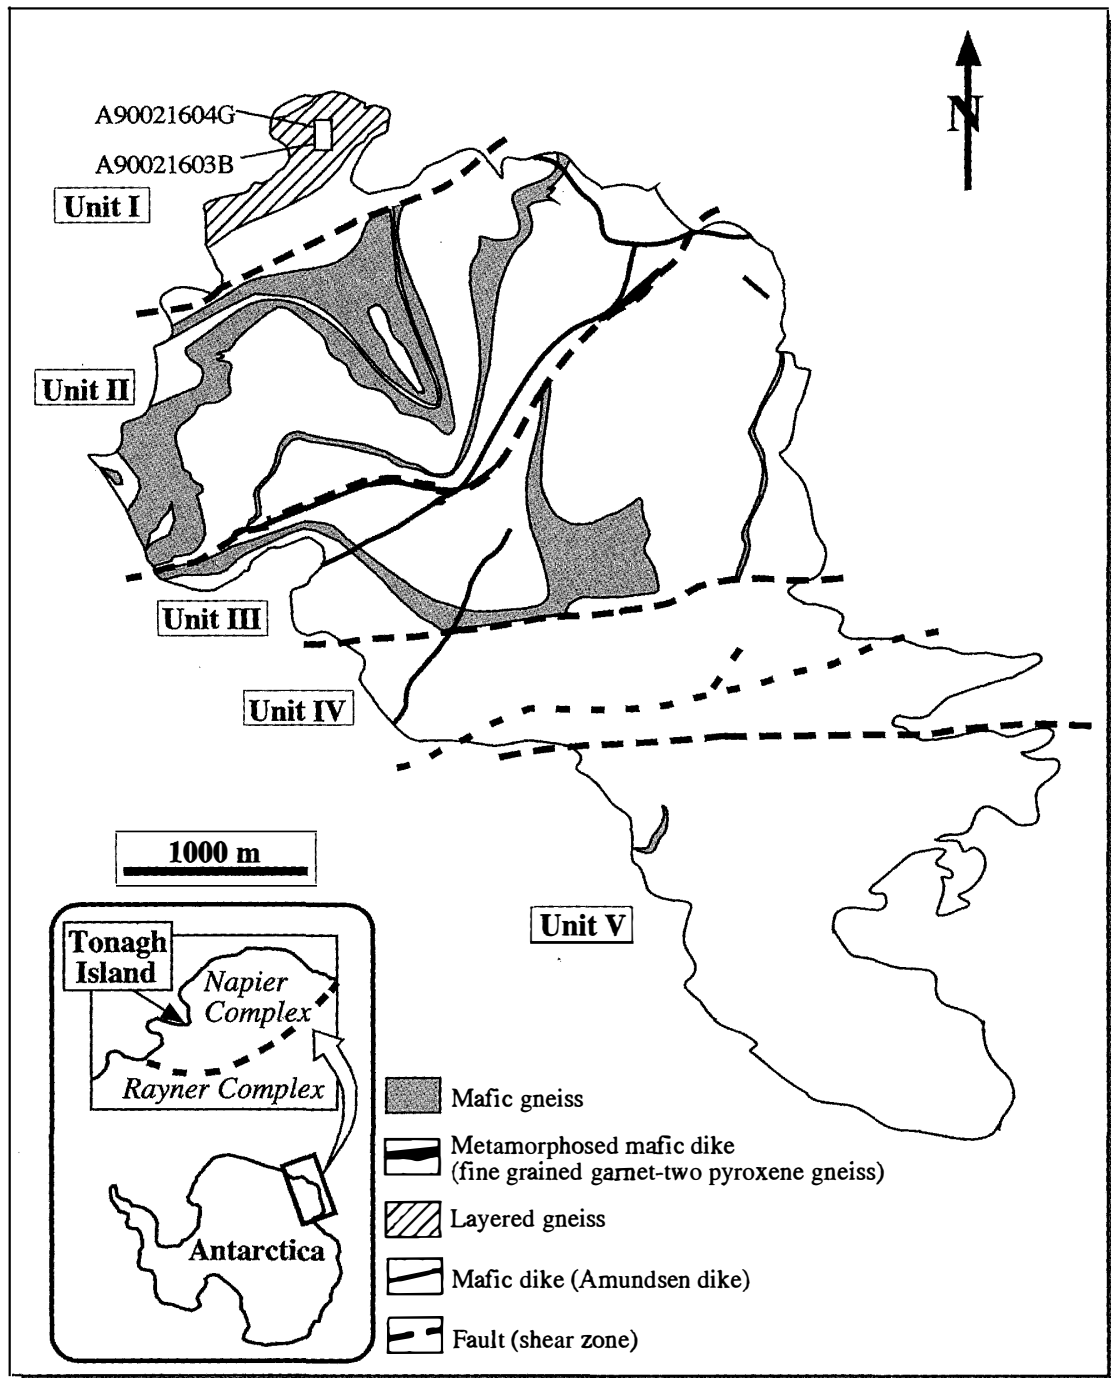 N
A90021604G
A90021603B
Unit I
Unit II
Unit III
Unit IV
1000 m
Unit V
Tonagh
Island
Napier
Complex
Rayner Complex
Antarctica
Mafic gneiss
Metamorphosed mafic dike
(fine grained garnet-two pyroxene gneiss)
Layered gneiss
Mafic dike (Amundsen dike)
Fault (shear zone)